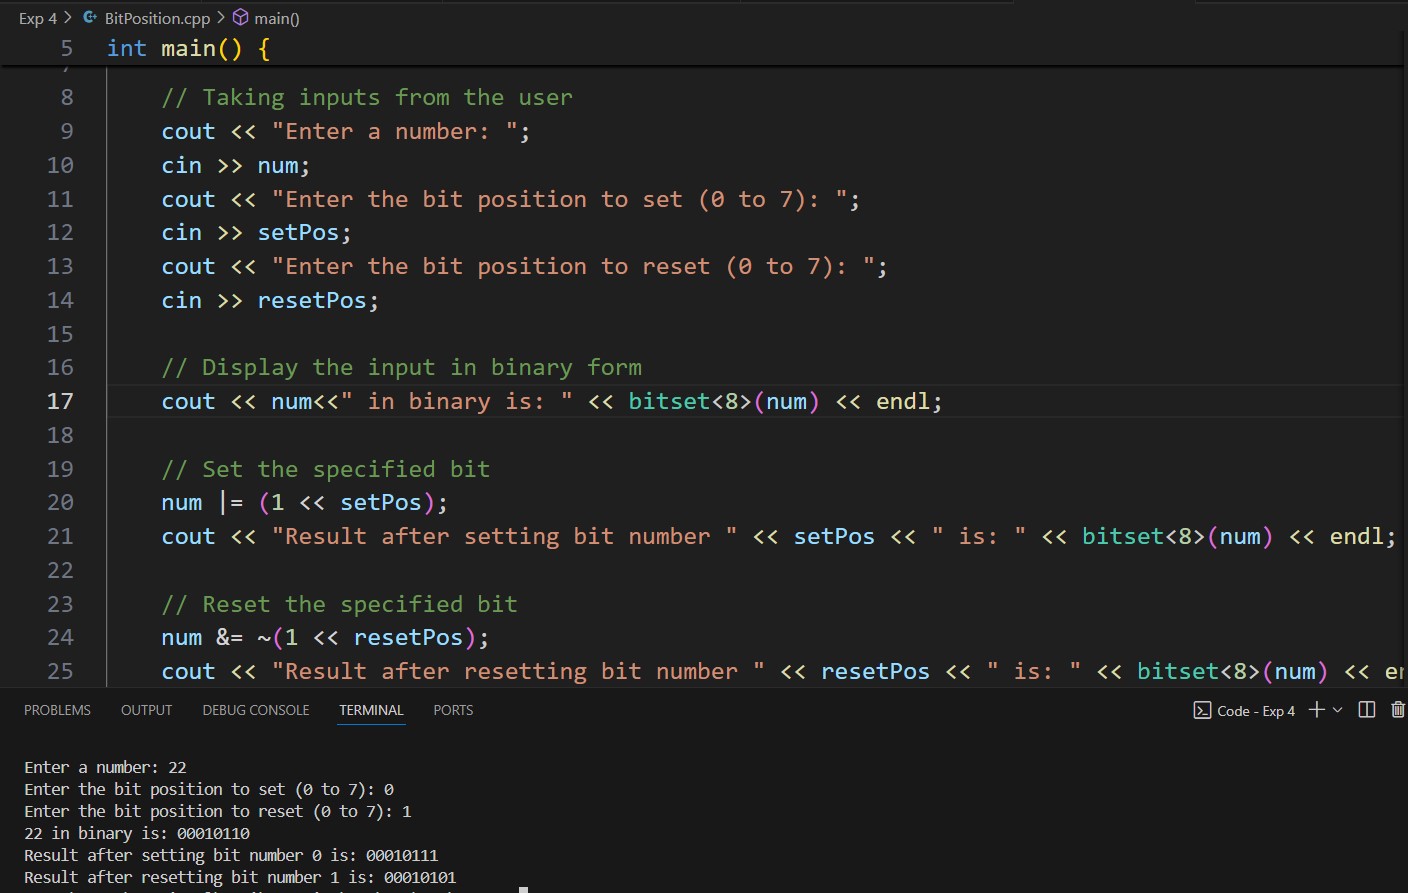 Exp 4 > BitPosition.cpp > main()
5 int main() {
8 // Taking inputs from the user
9 cout << "Enter a number: ";
10 cin >> num;
11 cout << "Enter the bit position to set (0 to 7): ";
12 cin >> setPos;
13 cout << "Enter the bit position to reset (0 to 7): ";
14 cin >> resetPos;
15
16 // Display the input in binary form
17 cout << num<<" in binary is: " << bitset<8>(num) << endl;
18
19 // Set the specified bit
20 num |= (1 << setPos);
21 cout << "Result after setting bit number " << setPos << " is: " << bitset<8>(num) << endl;
22
23 // Reset the specified bit
24 num &= ~(1 << resetPos);
25 cout << "Result after resetting bit number " << resetPos << " is: " << bitset<8>(num) <<
PROBLEMS OUTPUT DEBUG CONSOLE TERMINAL PORTS Code - Exp 4
Enter a number: 22
Enter the bit position to set (0 to 7): 0
Enter the bit position to reset (0 to 7): 1
22 in binary is: 00010110
Result after setting bit number 0 is: 00010111
Result after resetting bit number 1 is: 00010101